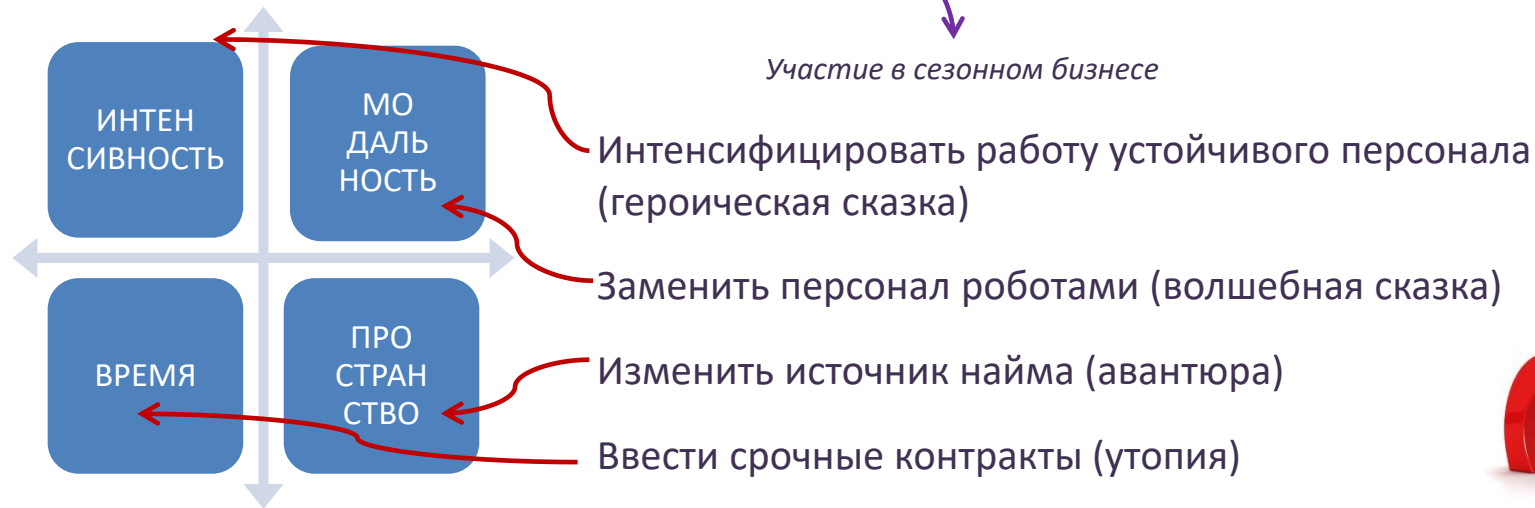 Участие в сезонном бизнесе
ИНТЕН
СИВНОСТЬ
МО
ДАЛЬ
НОСТЬ
Интенсифицировать работу устойчивого персонала
(героическая сказка)
Заменить персонал роботами (волшебная сказка)
ВРЕМЯ
ПРО
СТРАН
СТВО
Изменить источник найма (авантюра)
Ввести срочные контракты (утопия)